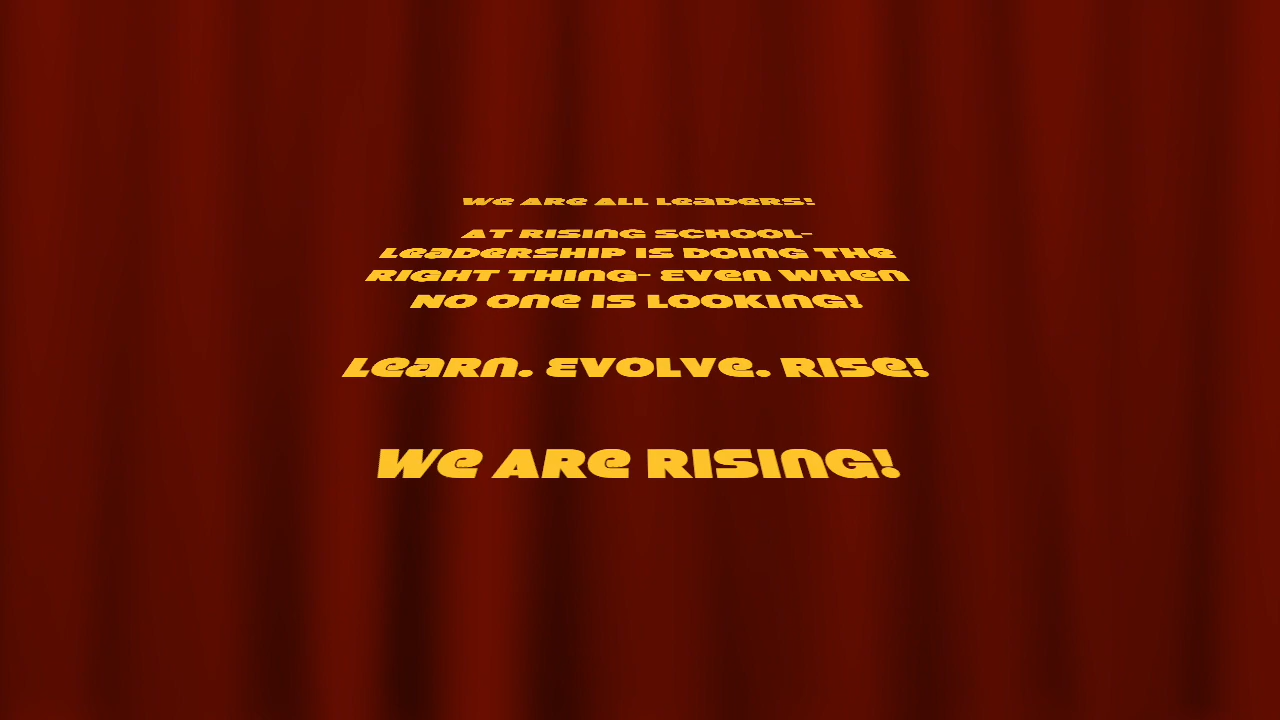 We are all leaders!
At Rising School-
Leadership is doing the
right thing- even when
no one is looking!
Learn. Evolve. Rise!
We are Rising!